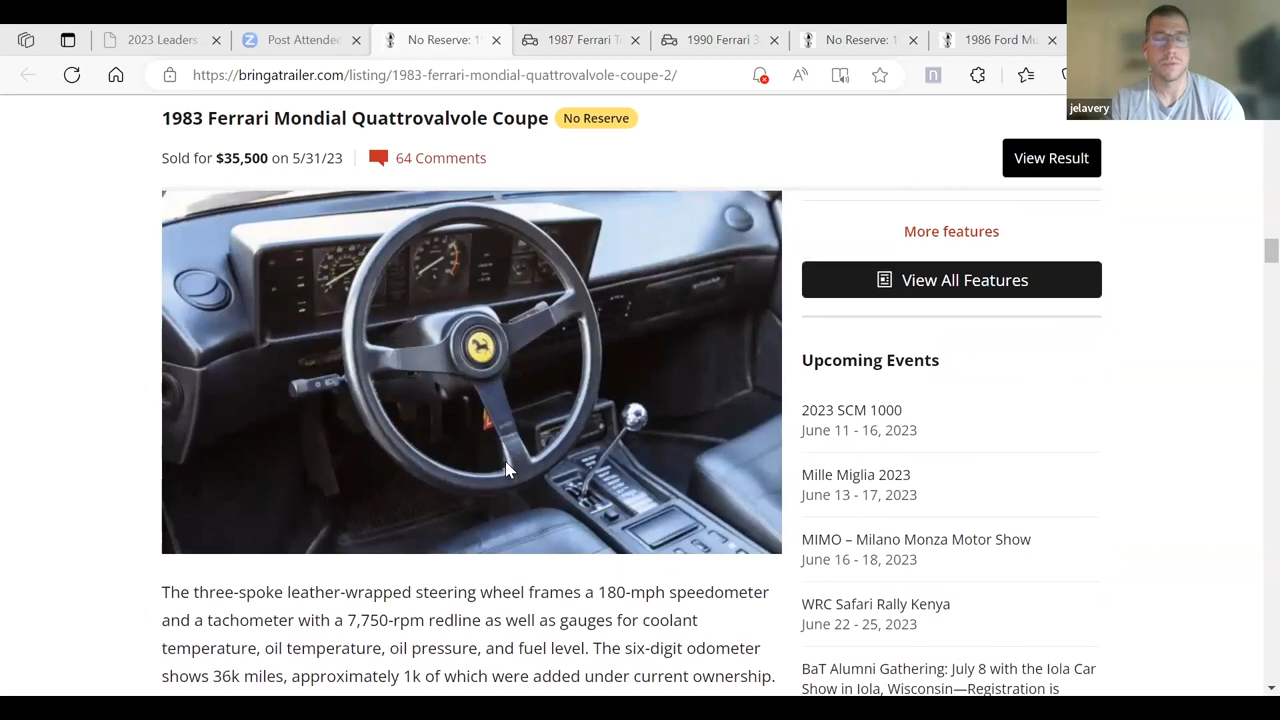 2023 Leaders
Post Attendee
No Reserve: 1
1987 Ferrari Te
1990 Ferrari 3
No Reserve: 1
1986 Ford Mu
https://bringatrailer.com/listing/1983-ferrari-mondial-quattrovalvole-coupe-2/
jelavery
1983 Ferrari Mondial Quattrovalvole Coupe No Reserve
Sold for $35,500 on 5/31/23
64 Comments
View Result
More features
View All Features
Upcoming Events
2023 SCM 1000
June 11 - 16, 2023
Mille Miglia 2023
June 13 - 17, 2023
MIMO – Milano Monza Motor Show
June 16 - 18, 2023
WRC Safari Rally Kenya
June 22 - 25, 2023
BaT Alumni Gathering: July 8 with the Iola Car
Show in Iola, Wisconsin—Registration is
The three-spoke leather-wrapped steering wheel frames a 180-mph speedometer
and a tachometer with a 7,750-rpm redline as well as gauges for coolant
temperature, oil temperature, oil pressure, and fuel level. The six-digit odometer
shows 36k miles, approximately 1k of which were added under current ownership.